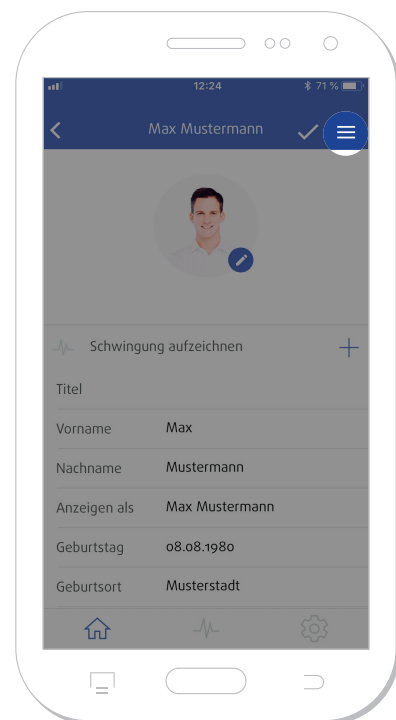 12:24
71 %
Max Mustermann
Schwingung aufzeichnen
Titel
Vorname Max
Nachname Mustermann
Anzeigen als Max Mustermann
Geburtstag 08.08.1980
Geburtsort Musterstadt